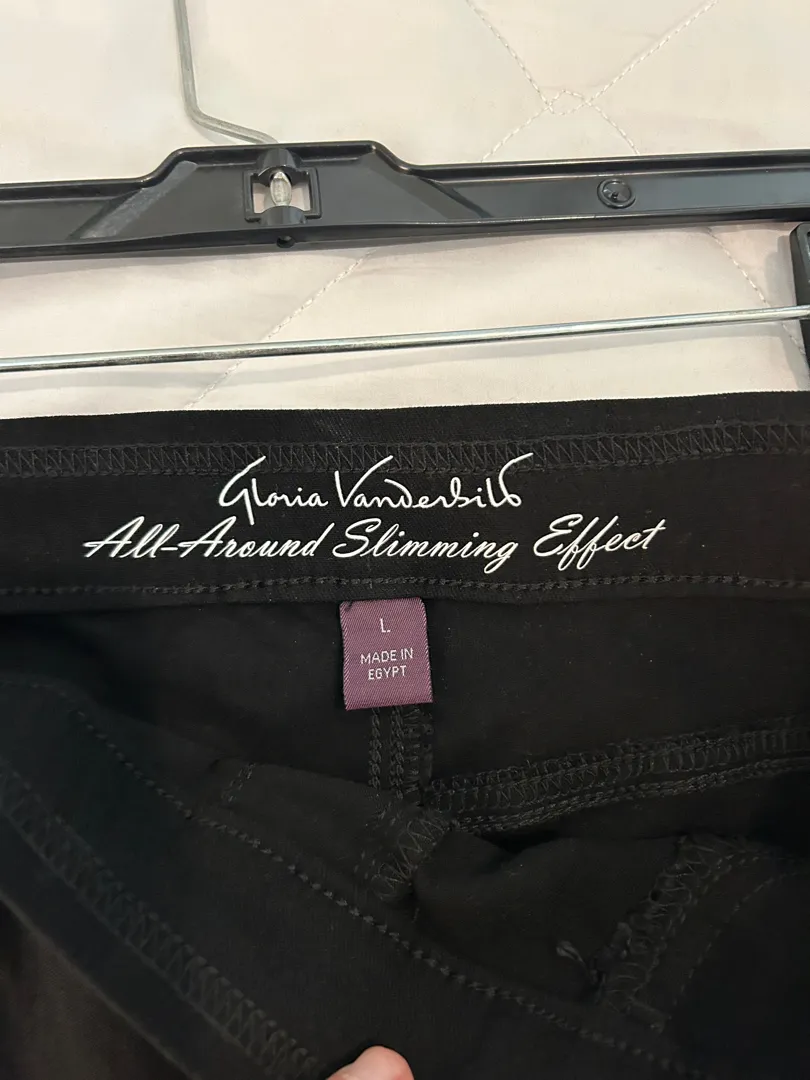 Gloria Vanderbilt
All-Around Slimming Effect
L
MADE IN
EGYPT